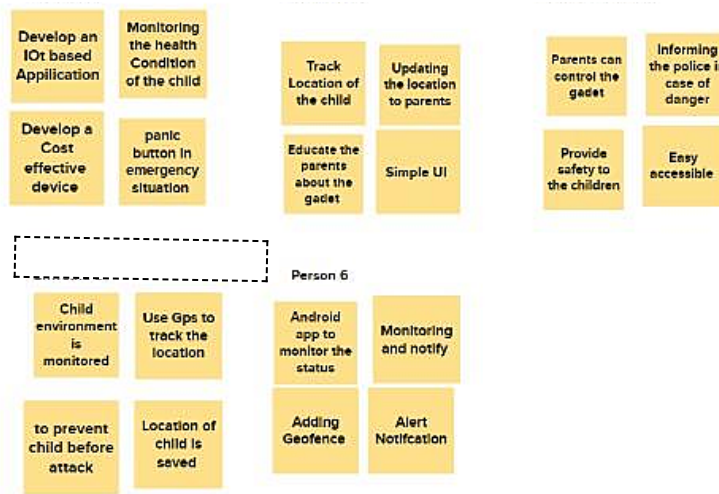 Develop an
IOt based
Appilication
Monitoring
the health
Condition
of the child
Develop a
Cost
effective
device
panic
button in
emergency
situation
Track
Location of
the child
Updating
the location
to parents
Educate the
parents
about the
gadet
Simple UI
Parents can
control the
gadet
Informing
the police i
case of
danger
Provide
safety to
the children
Easy
accessible
Child
environment
is
monitored
Use Gps to
track the
location
to prevent
child before
attack
Location of
child is
saved
Person 6
Android
app to
monitor the
status
Monitoring
and notify
Adding
Geofence
Alert
Notifcation